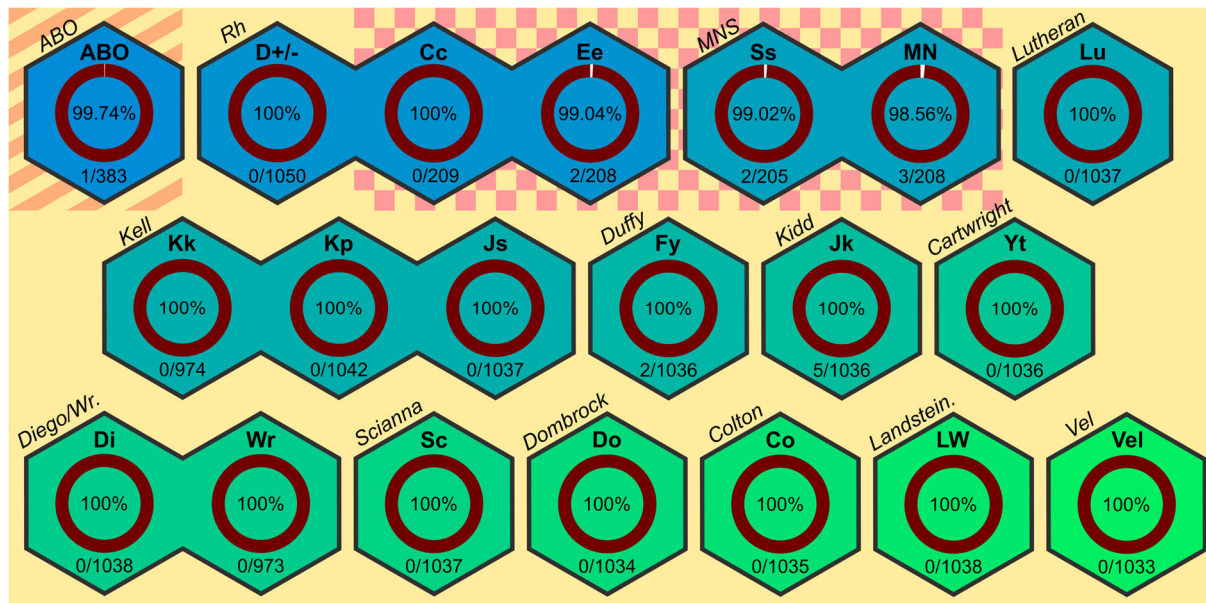 ABO
Rh
MNS
Lutheran
ABO
D+/-
Cc
Ee
Ss
MN
Lu
99.74%
100%
100%
99.04%
99.02%
98.56%
100%
1/383
0/1050
0/209
2/208
2/205
3/208
0/1037
Kell
Duffy
Kidd
Cartwright
Kk
Kp
Js
Fy
Jk
Yt
100%
100%
100%
100%
100%
100%
0/974
0/1042
0/1037
2/1036
5/1036
0/1036
Diego/Wr.
Scianna
Dombrock
Colton
Landstein.
Vel
Di
Wr
Sc
Do
Co
LW
Vel
100%
100%
100%
100%
100%
100%
100%
0/1038
0/973
0/1037
0/1034
0/1035
0/1038
0/1033